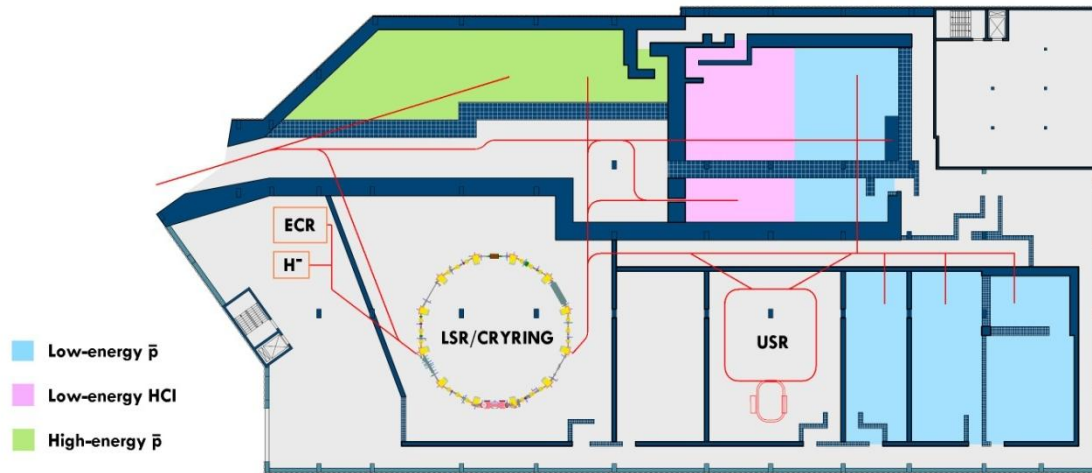 ECR
H⁻
LSR/CRYRING
USR
Low-energy p̅
Low-energy HCI
High-energy p̅